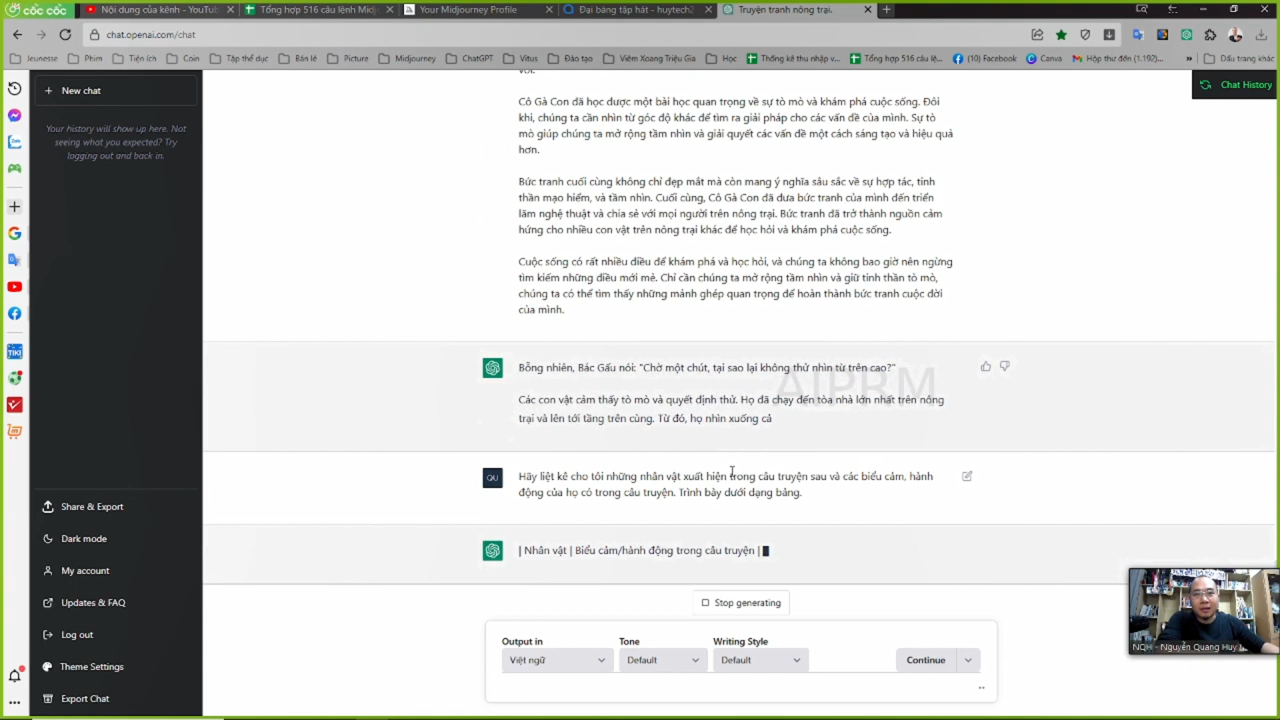 cốc cốc
Nội dung của kênh - YouTub
Tổng hợp 516 câu lệnh Midj
Your Midjourney Profile
Đại bàng tập hát - huytech2
Truyện tranh nông trại.
chat.openai.com/chat
Jeunesse
Phim
Tiện ích
Coin
Tập thể dục
Bán lẻ
Picture
Midjourney
ChatGPT
Vitus
Đào tạo
Viêm Xoang Triệu Gia
Học
Thống kê thu nhập v...
Tổng hợp 516 câu lệ...
(10) Facebook
Canva
Hộp thư đến (1.192)...
Dấu trang khác
New chat
Chat History
Your history will show up here. Not
seeing what you expected? Try
logging out and back in.
voi.
Cô Gà Con đã học được một bài học quan trọng về sự tò mò và khám phá cuộc sống. Đôi
khi, chúng ta cần nhìn từ góc độ khác để tìm ra giải pháp cho các vấn đề của mình. Sự tò
mò giúp chúng ta mở rộng tầm nhìn và giải quyết các vấn đề một cách sáng tạo và hiệu quả
hơn.
Bức tranh cuối cùng không chỉ đẹp mắt mà còn mang ý nghĩa sâu sắc về sự hợp tác, tinh
thần mạo hiểm, và tầm nhìn. Cuối cùng, Cô Gà Con đã đưa bức tranh của mình đến triển
lãm nghệ thuật và chia sẻ với mọi người trên nông trại. Bức tranh đã trở thành nguồn cảm
hứng cho nhiều con vật trên nông trại khác để học hỏi và khám phá cuộc sống.
Cuộc sống có rất nhiều điều để khám phá và học hỏi, và chúng ta không bao giờ nên ngừng
tìm kiếm những điều mới mẻ. Chỉ cần chúng ta mở rộng tầm nhìn và giữ tinh thần tò mò,
chúng ta có thể tìm thấy những mảnh ghép quan trọng để hoàn thành bức tranh cuộc đời
của mình.
Bỗng nhiên, Bác Gấu nói: "Chờ một chút, tại sao lại không thử nhìn từ trên cao?"
AIPRM
Các con vật cảm thấy tò mò và quyết định thử. Họ đã chạy đến tòa nhà lớn nhất trên nông
trại và lên tới tầng trên cùng. Từ đó, họ nhìn xuống cả
QU
Hãy liệt kê cho tôi những nhân vật xuất hiện trong câu truyện sau và các biểu cảm, hành
động của họ có trong câu truyện. Trình bày dưới dạng bảng.
| Nhân vật | Biểu cảm/hành động trong câu truyện |
Stop generating
Share & Export
Dark mode
My account
Updates & FAQ
Log out
Theme Settings
Export Chat
Output in
Tone
Writing Style
Việt ngữ
Default
Default
Continue
TIKI
NQH - Nguyễn Quang Huy